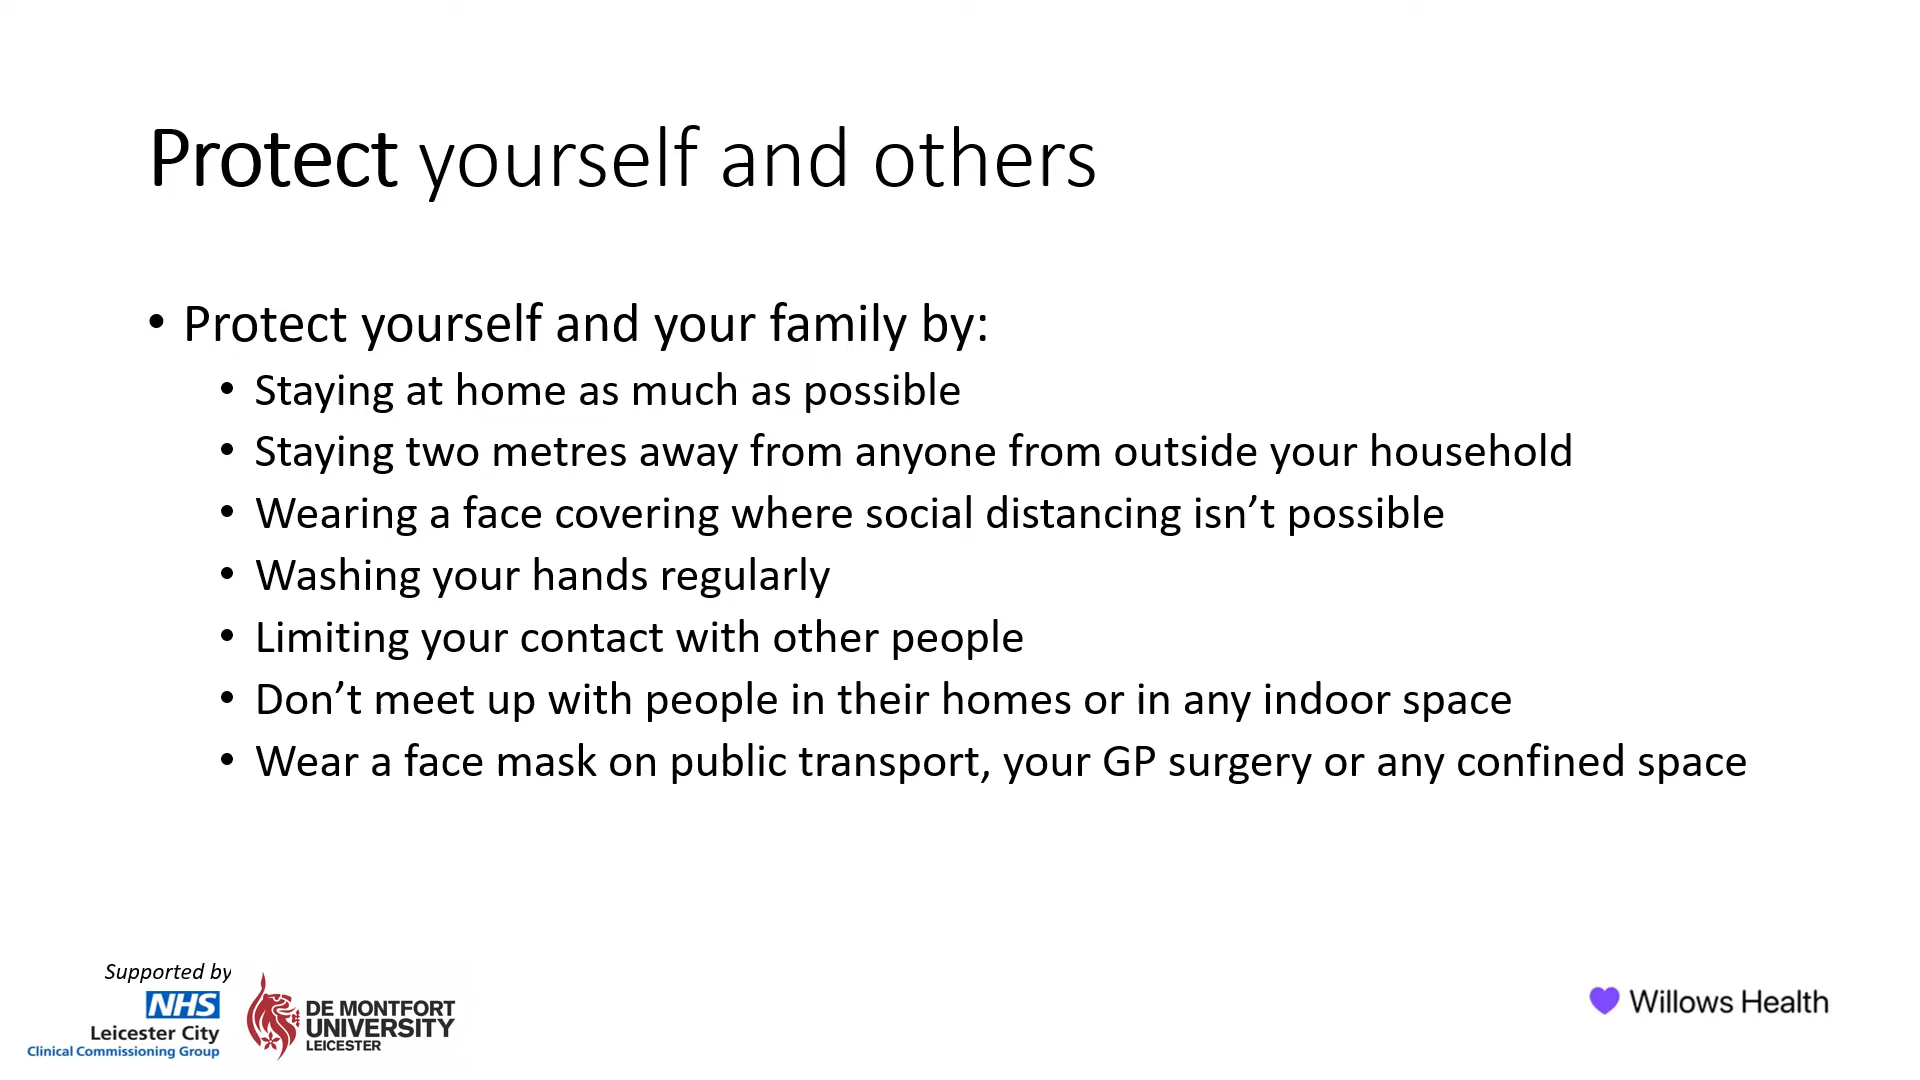 Protect yourself and others
• Protect yourself and your family by:
• Staying at home as much as possible
• Staying two metres away from anyone from outside your household
• Wearing a face covering where social distancing isn’t possible
• Washing your hands regularly
• Limiting your contact with other people
• Don’t meet up with people in their homes or in any indoor space
• Wear a face mask on public transport, your GP surgery or any confined space
Supported by
NHS
Leicester City
Clinical Commissioning Group
DE MONTFORT
UNIVERSITY
LEICESTER
Willows Health